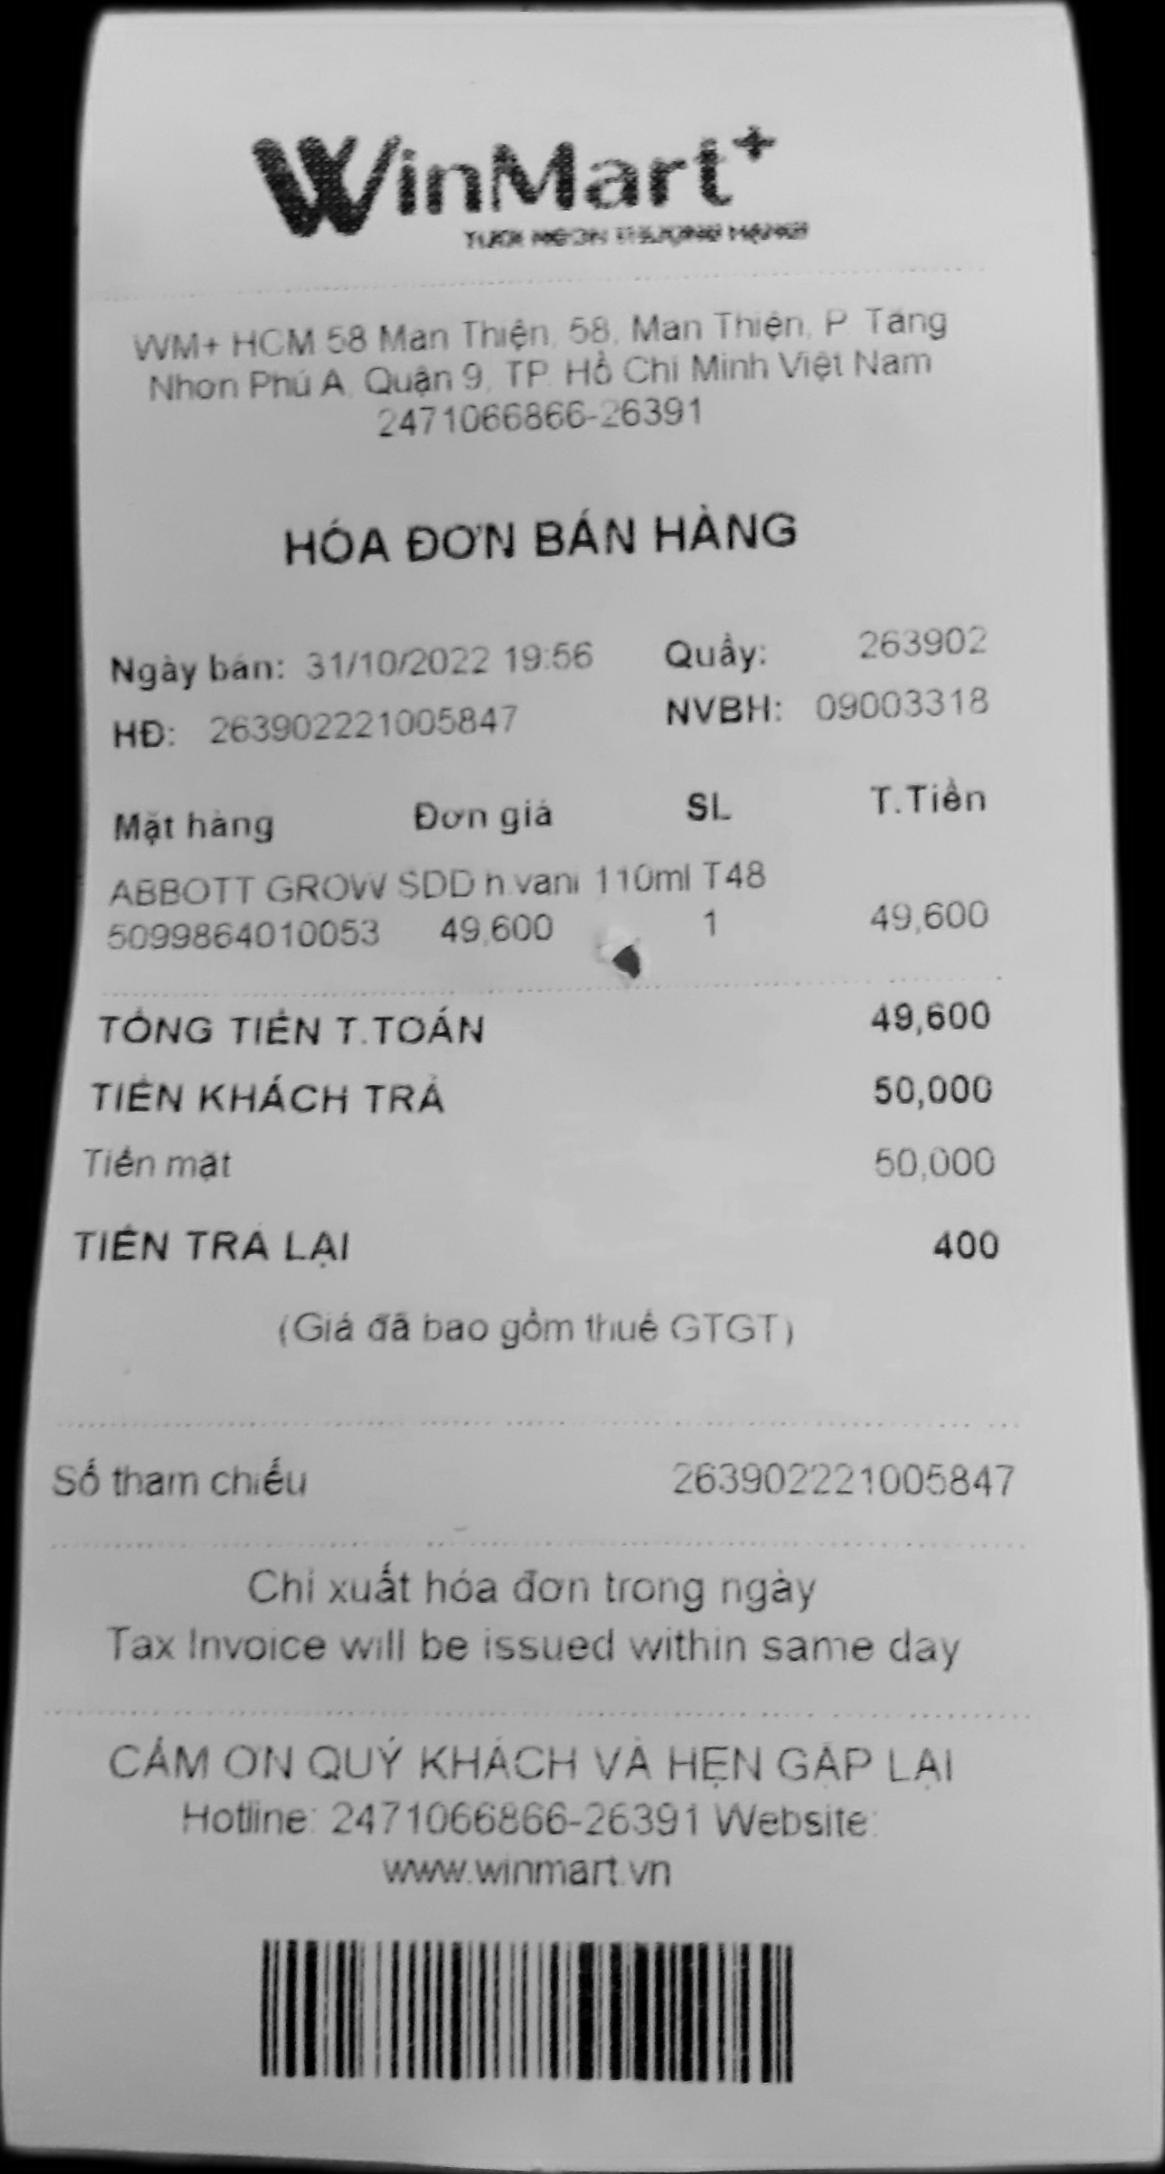 WinMart+
TƯƠI NGON THƯỢNG HẠNG
WM+ HCM 58 Man Thiện, 58, Man Thiện, P. Tăng
Nhơn Phú A, Quận 9, TP. Hồ Chí Minh Việt Nam
2471066866-26391
HÓA ĐƠN BÁN HÀNG
Ngày bán: 31/10/2022 19:56 Quầy: 263902
HĐ: 263902221005847 NVBH: 09003318
Mặt hàng Đơn giá SL T.Tiền
ABBOTT GROW SDD h.vani 110ml T48
5099864010053 49,600 1 49,600
TỔNG TIỀN T.TOÁN 49,600
TIỀN KHÁCH TRẢ 50,000
Tiền mặt 50,000
TIỀN TRẢ LẠI 400
(Giá đã bao gồm thuế GTGT)
Số tham chiếu 263902221005847
Chỉ xuất hóa đơn trong ngày
Tax Invoice will be issued within same day
CẢM ƠN QUÝ KHÁCH VÀ HẸN GẶP LẠI
Hotline: 2471066866-26391 Website:
www.winmart.vn